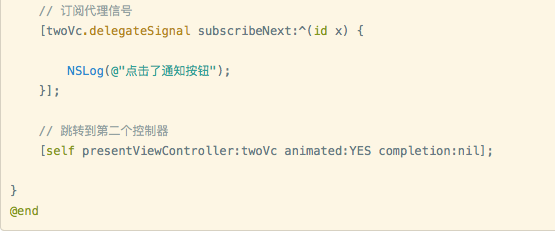 // 订阅代理信号
[twoVc.delegateSignal subscribeNext:^(id x) {
NSLog(@"点击了通知按钮");
}];
// 跳转到第二个控制器
[self presentViewController:twoVc animated:YES completion:nil];
}
@end